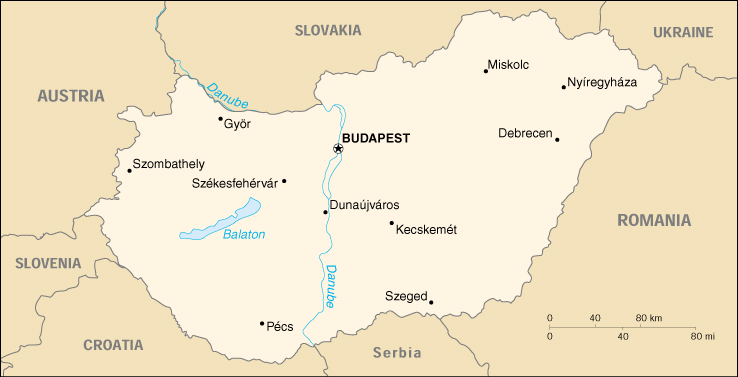 SLOVAKIA
UKRAINE
Miskolc
Nyíregyháza
AUSTRIA
Danube
Győr
BUDAPEST
Debrecen
Szombathely
Székesfehérvár
Dunaújváros
Balaton
Kecskemét
ROMANIA
SLOVENIA
Danube
Szeged
Pécs
CROATIA
Serbia
0 40 80 km
0 40 80 mi